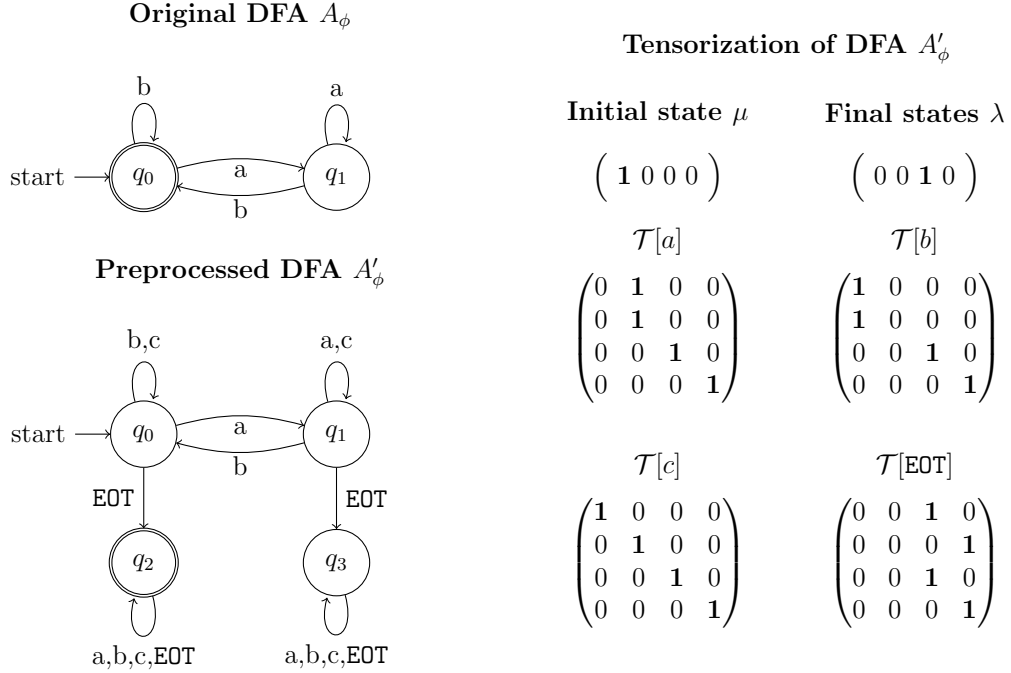 Original DFA A_ϕ
b
a
start
q_0
a
q_1
b
Preprocessed DFA A'_ϕ
b,c
a,c
start
q_0
a
q_1
b
EOT
EOT
q_2
q_3
a,b,c,EOT
a,b,c,EOT
Tensorization of DFA A'_ϕ
Initial state μ
Final states λ
( 1 0 0 0 )
( 0 0 1 0 )
𝒯[a]
𝒯[b]
0 1 0 0
0 1 0 0
0 0 1 0
0 0 0 1
1 0 0 0
1 0 0 0
0 0 1 0
0 0 0 1
𝒯[c]
𝒯[EOT]
1 0 0 0
0 1 0 0
0 0 1 0
0 0 0 1
0 0 1 0
0 0 0 1
0 0 1 0
0 0 0 1